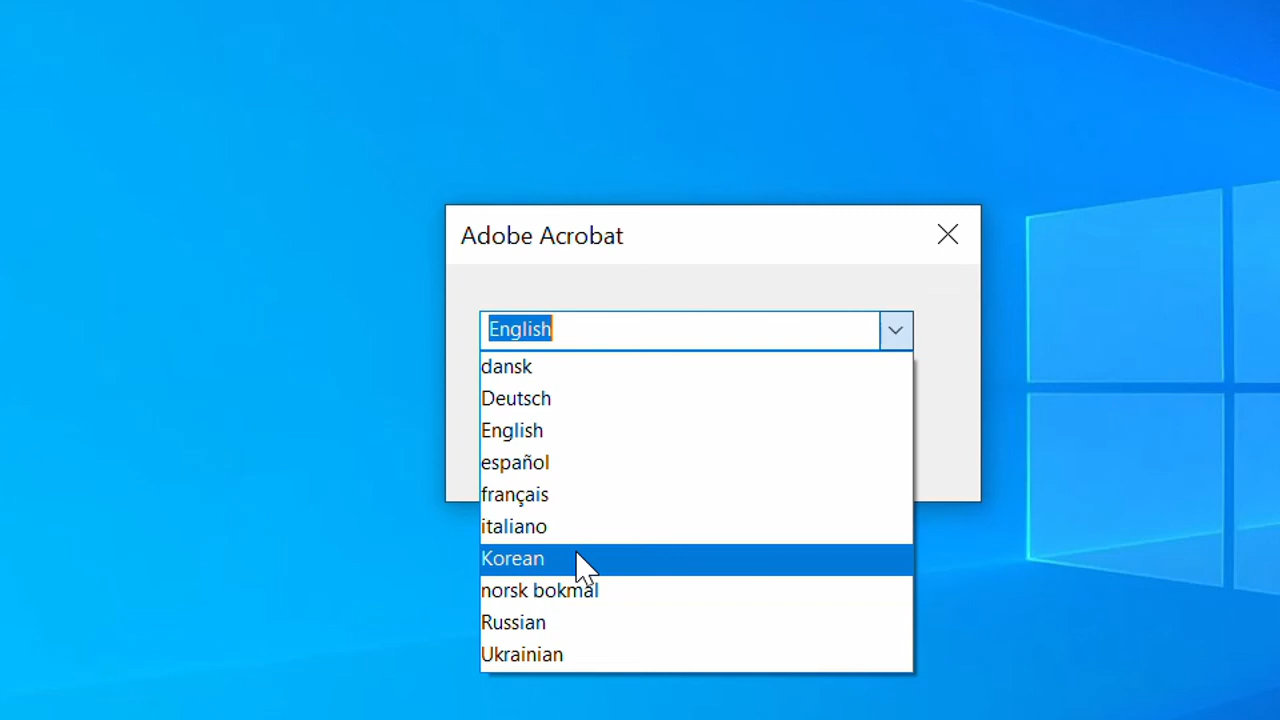 Adobe Acrobat
English
dansk
Deutsch
English
español
français
italiano
Korean
norsk bokmål
Russian
Ukrainian